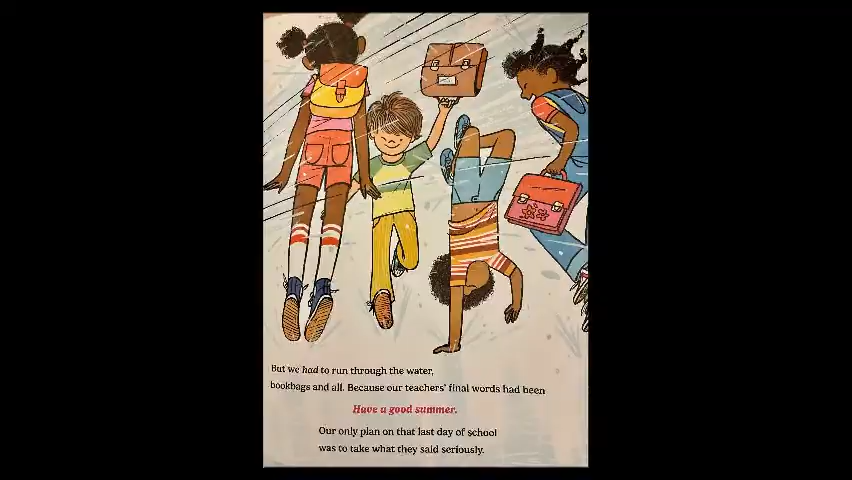 But we had to run through the water,
bookbags and all. Because our teachers' final words had been
Have a good summer.
Our only plan on that last day of school
was to take what they said seriously.